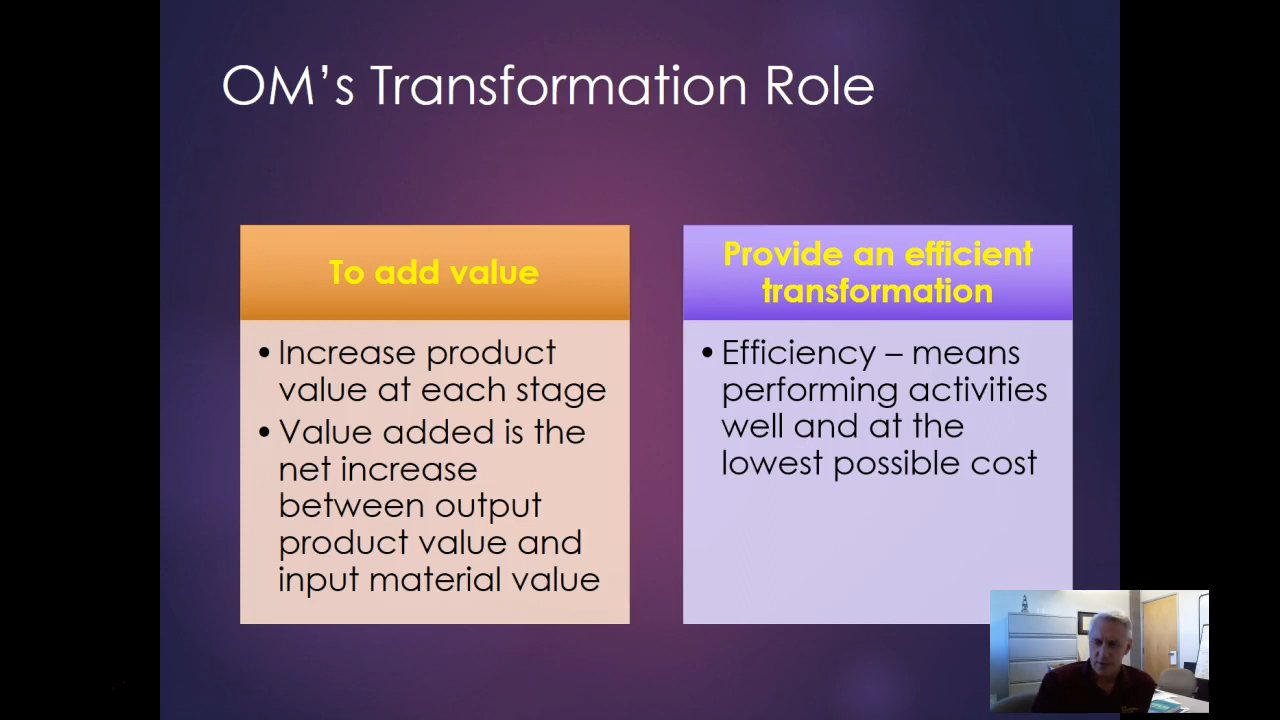 OM's Transformation Role
To add value
• Increase product
value at each stage
• Value added is the
net increase
between output
product value and
input material value
Provide an efficient
transformation
• Efficiency – means
performing activities
well and at the
lowest possible cost